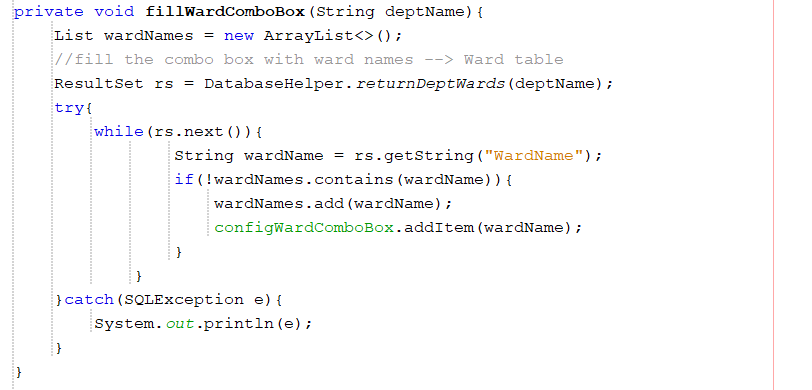 private void fillWardComboBox(String deptName){
List wardNames = new ArrayList<>();
//fill the combo box with ward names --> Ward table
ResultSet rs = DatabaseHelper.returnDeptWards(deptName);
try{
while(rs.next()){
String wardName = rs.getString("WardName");
if(!wardNames.contains(wardName)){
wardNames.add(wardName);
configWardComboBox.addItem(wardName);
}
}
}catch(SQLException e){
System.out.println(e);
}
}